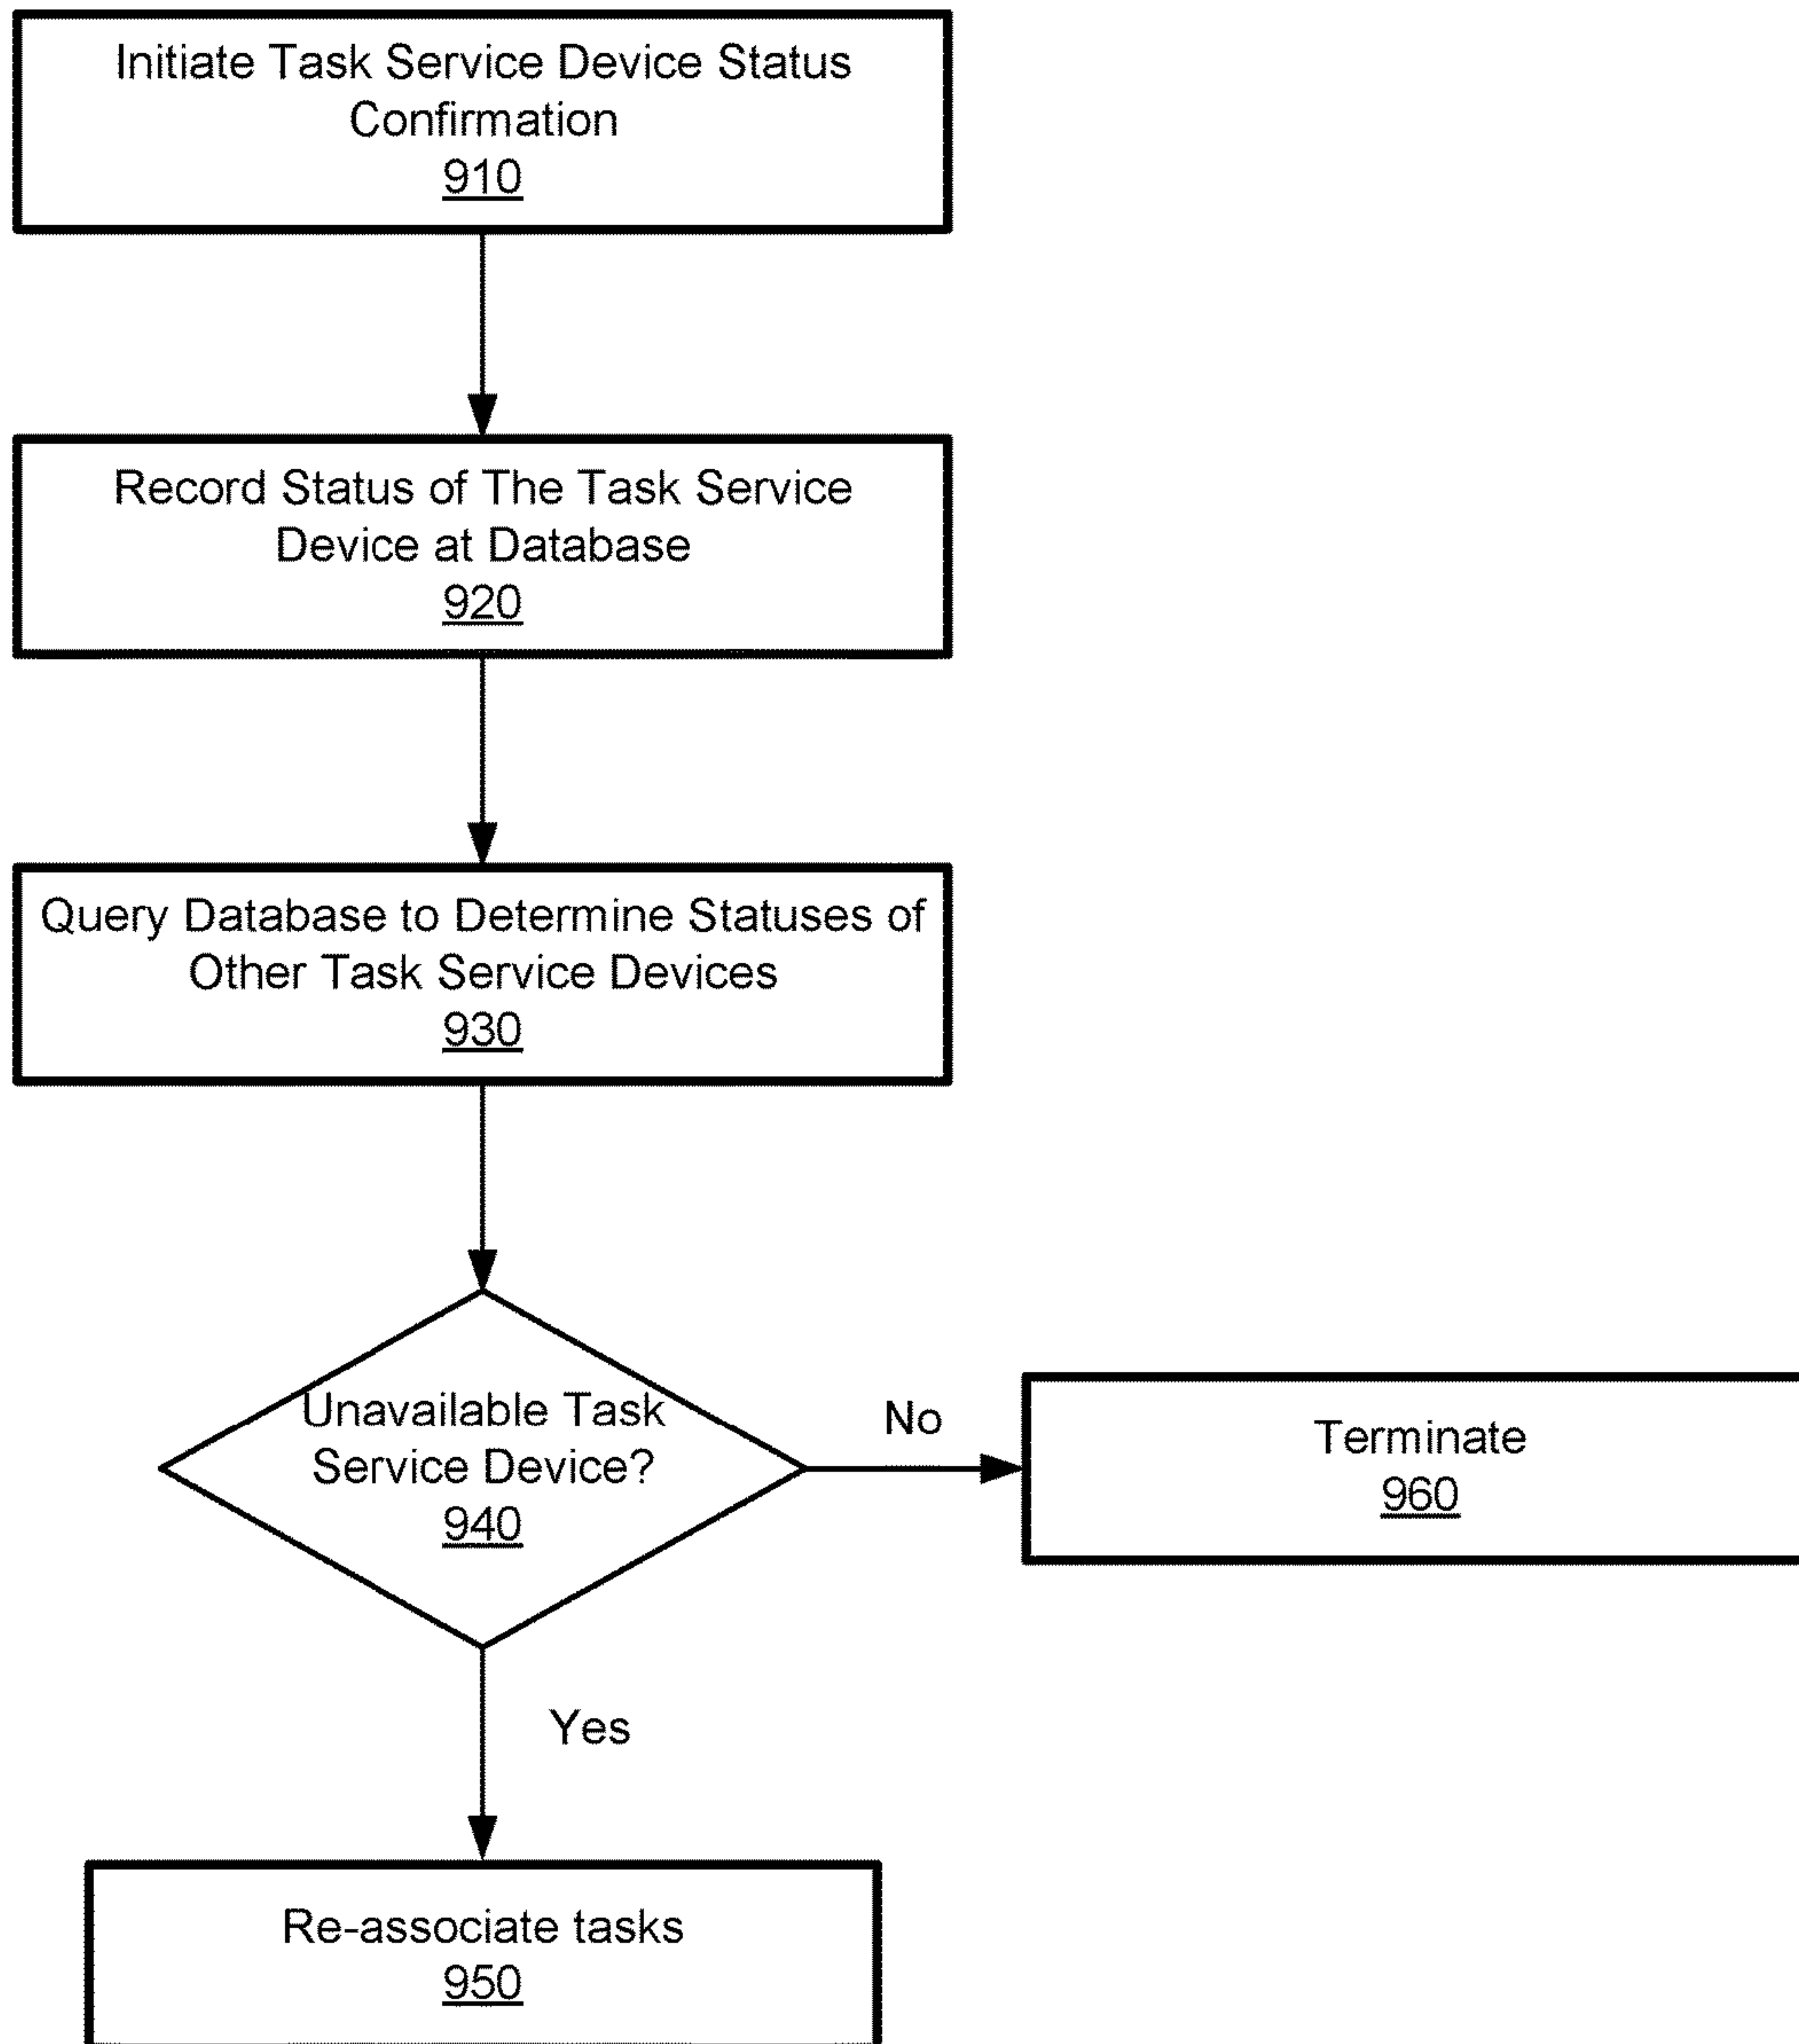 Initiate Task Service Device Status
Confirmation
910
Record Status of The Task Service
Device at Database
920
Query Database to Determine Statuses of
Other Task Service Devices
930
Unavailable Task
Service Device?
940
No
Terminate
960
Yes
Re-associate tasks
950